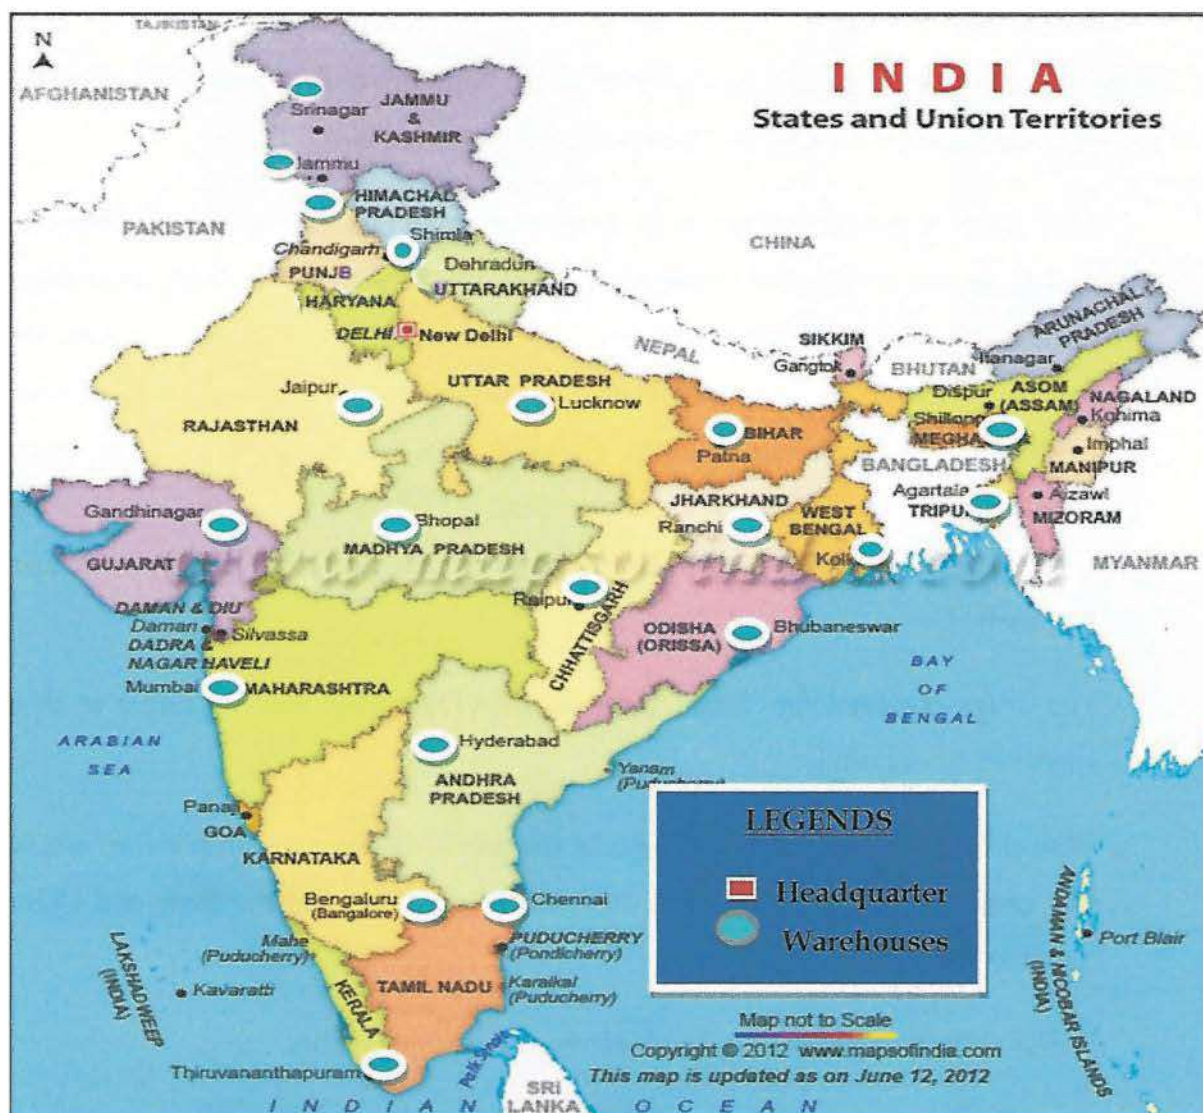 TAJIKISTAN
N
AFGHANISTAN
INDIA
States and Union Territories
Srinagar
JAMMU
&
KASHMIR
Jammu
HIMACHAL
PRADESH
PAKISTAN
Shimla
CHINA
Chandigarh
PUNJB
Dehradun
UTTARAKHAND
HARYANA
DELHI
New Delhi
NEPAL
SIKKIM
Gangtok
BHUTAN
ARUNACHAL
PRADESH
Itanagar
Dispur
ASOM
(ASSAM)
NAGALAND
Kohima
Jaipur
UTTAR PRADESH
Lucknow
RAJASTHAN
BIHAR
Patna
Imphal
MANIPUR
BANGLADESH
JHARKHAND
Ranchi
WEST
BENGAL
Agartala
Aizawl
MIZORAM
Gandhinagar
Bhopal
MADHYA PRADESH
GUJARAT
MYANMAR
Raipur
CHHATTISGARH
DAMAN & DIU
Daman
Silvassa
DADRA &
NAGAR HAVELI
ODISHA
(ORISSA)
Bhubaneswar
Mumbai
MAHARASHTRA
BAY
OF
BENGAL
ARABIAN
SEA
Hyderabad
ANDHRA
PRADESH
Yanam
(Puducherry)
Panaji
GOA
KARNATAKA
LEGENDS
Headquarter
Warehouses
Bengaluru
(Bangalore)
Chennai
Mahe
(Puducherry)
PUDUCHERRY
(Pondicherry)
LAKSHADWEEP
(INDIA)
Kavaratti
KERALA
TAMIL NADU
Karaikal
(Puducherry)
ANDAMAN & NICOBAR ISLANDS
(INDIA)
Port Blair
Map not to Scale
Copyright © 2012 www.mapsofindia.com
This map is updated as on June 12, 2012
Thiruvananthapuram
Palk Strait
SRI
LANKA
INDIAN OCEAN